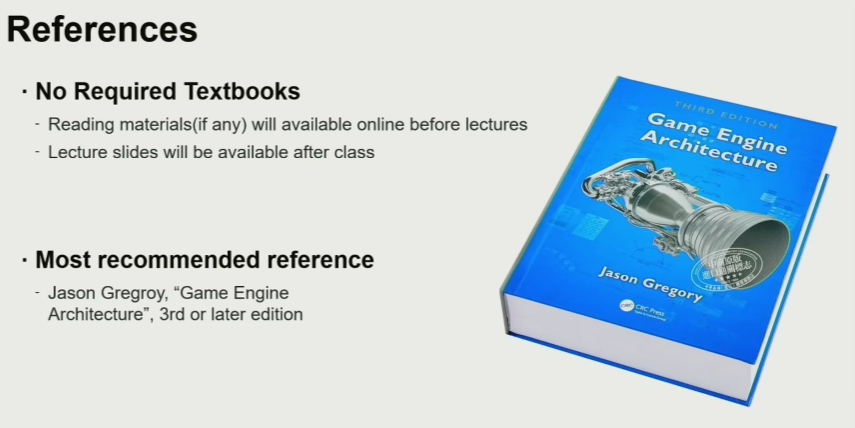 References
· No Required Textbooks
- Reading materials(if any) will available online before lectures
- Lecture slides will be available after class
· Most recommended reference
- Jason Gregroy, “Game Engine
Architecture”, 3rd or later edition
THIRD EDITION
Game Engine
Architecture
Jason Gregory
CRC Press